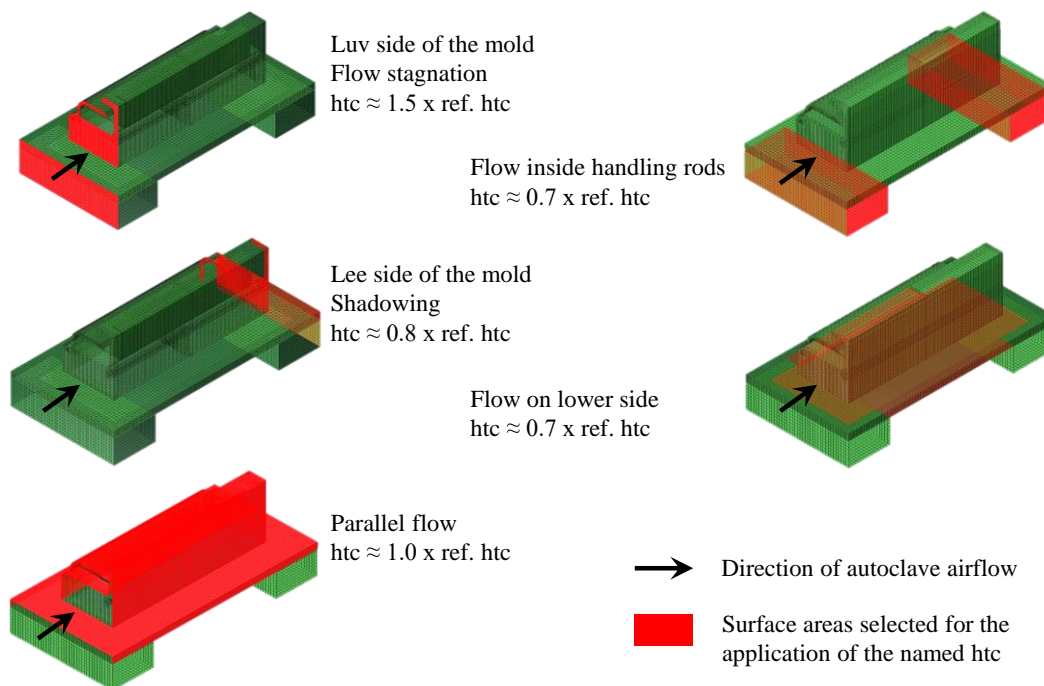 Luv side of the mold
Flow stagnation
htc ≈ 1.5 x ref. htc
Flow inside handling rods
htc ≈ 0.7 x ref. htc
Lee side of the mold
Shadowing
htc ≈ 0.8 x ref. htc
Flow on lower side
htc ≈ 0.7 x ref. htc
Parallel flow
htc ≈ 1.0 x ref. htc
Direction of autoclave airflow
Surface areas selected for the
application of the named htc